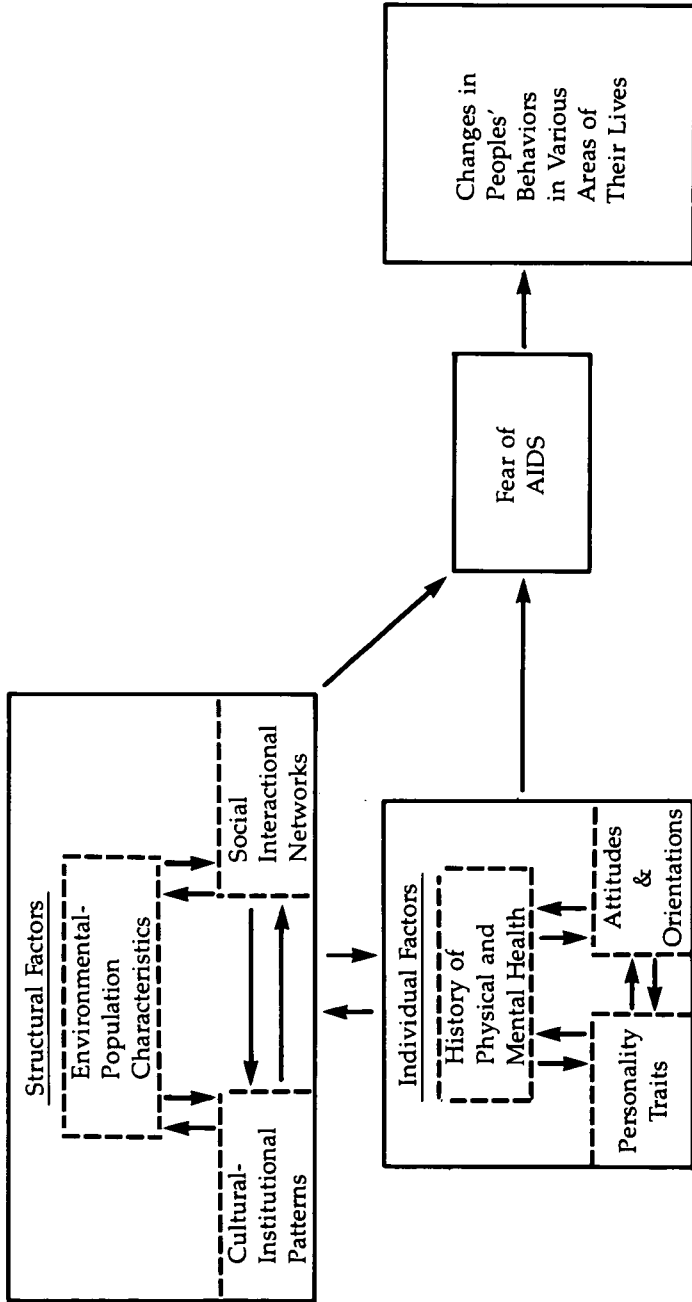 Structural Factors
Environmental-
Population
Characteristics
Cultural-
Institutional
Patterns
Social
Interactional
Networks
Individual Factors
History of
Physical and
Mental Health
Personality
Traits
Attitudes
&
Orientations
Fear of
AIDS
Changes in
Peoples'
Behaviors
in Various
Areas of
Their Lives